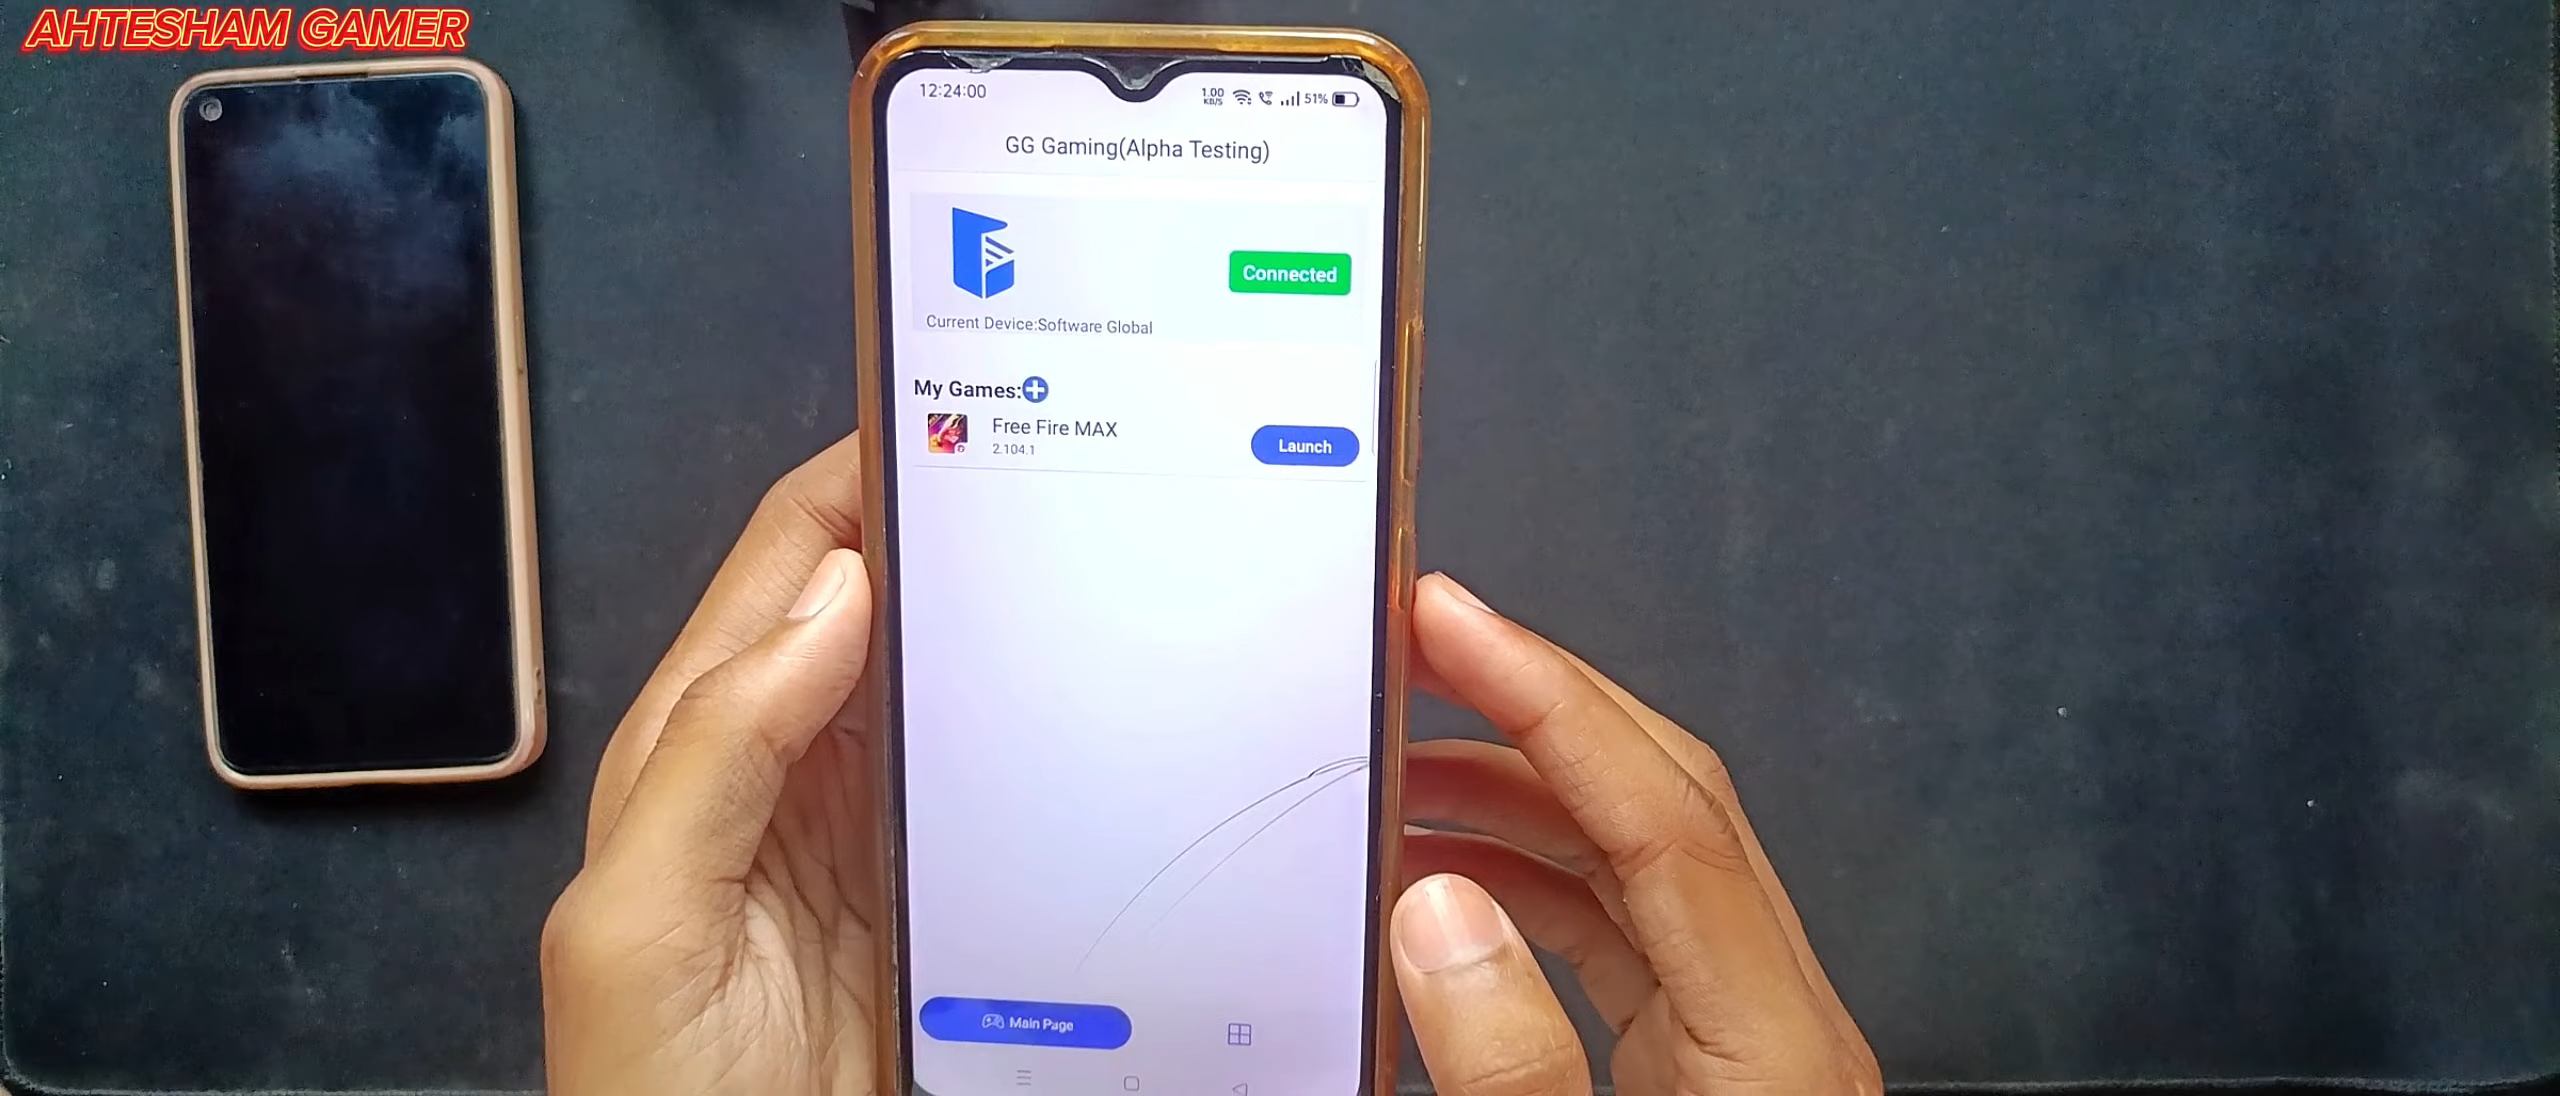 AHTESHAM GAMER
12:24:00
1.00
KB/S
51%
GG Gaming(Alpha Testing)
Connected
Current Device:Software Global
My Games:
Free Fire MAX
2.104.1
Launch
Main Page